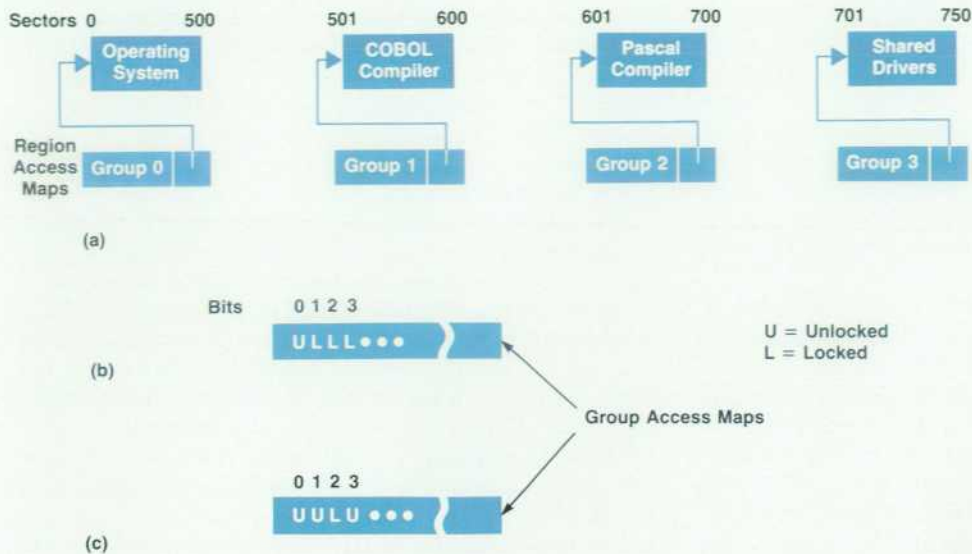 Sectors 0 500 501 600 601 700 701 750
Operating
System
COBOL
Compiler
Pascal
Compiler
Shared
Drivers
Region
Access
Maps
Group 0
Group 1
Group 2
Group 3
(a)
Bits 0 1 2 3
U L L L ● ● ●
(b)
U = Unlocked
L = Locked
Group Access Maps
0 1 2 3
U U L U ● ● ●
(c)